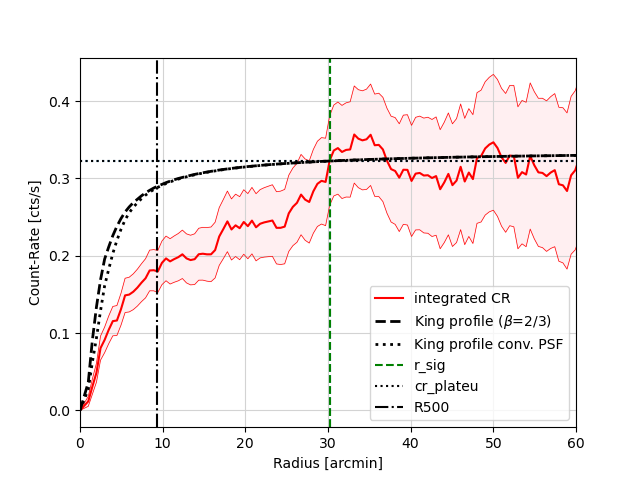 0.4
0.3
0.2
0.1
0.0
Count-Rate [cts/s]
integrated CR
King profile (β=2/3)
King profile conv. PSF
r_sig
cr_plateu
R500
0 10 20 30 40 50 60
Radius [arcmin]